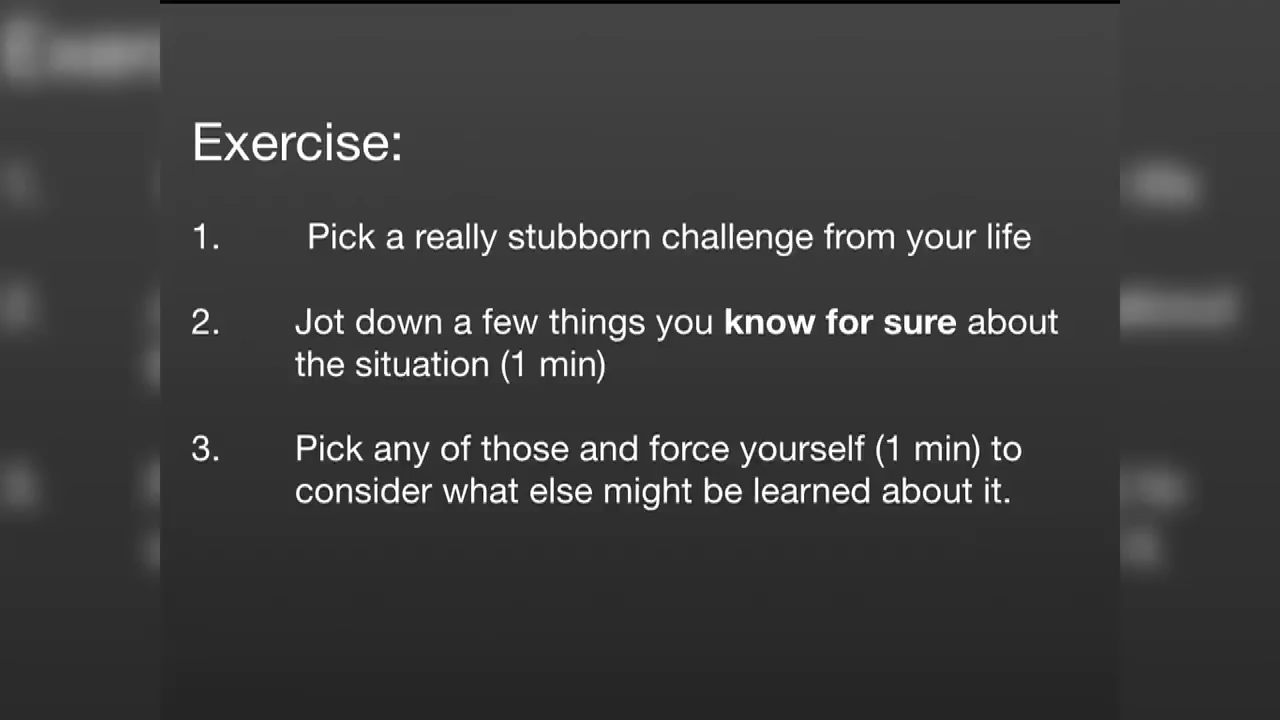 Exercise:
1. Pick a really stubborn challenge from your life
2. Jot down a few things you know for sure about
the situation (1 min)
3. Pick any of those and force yourself (1 min) to
consider what else might be learned about it.